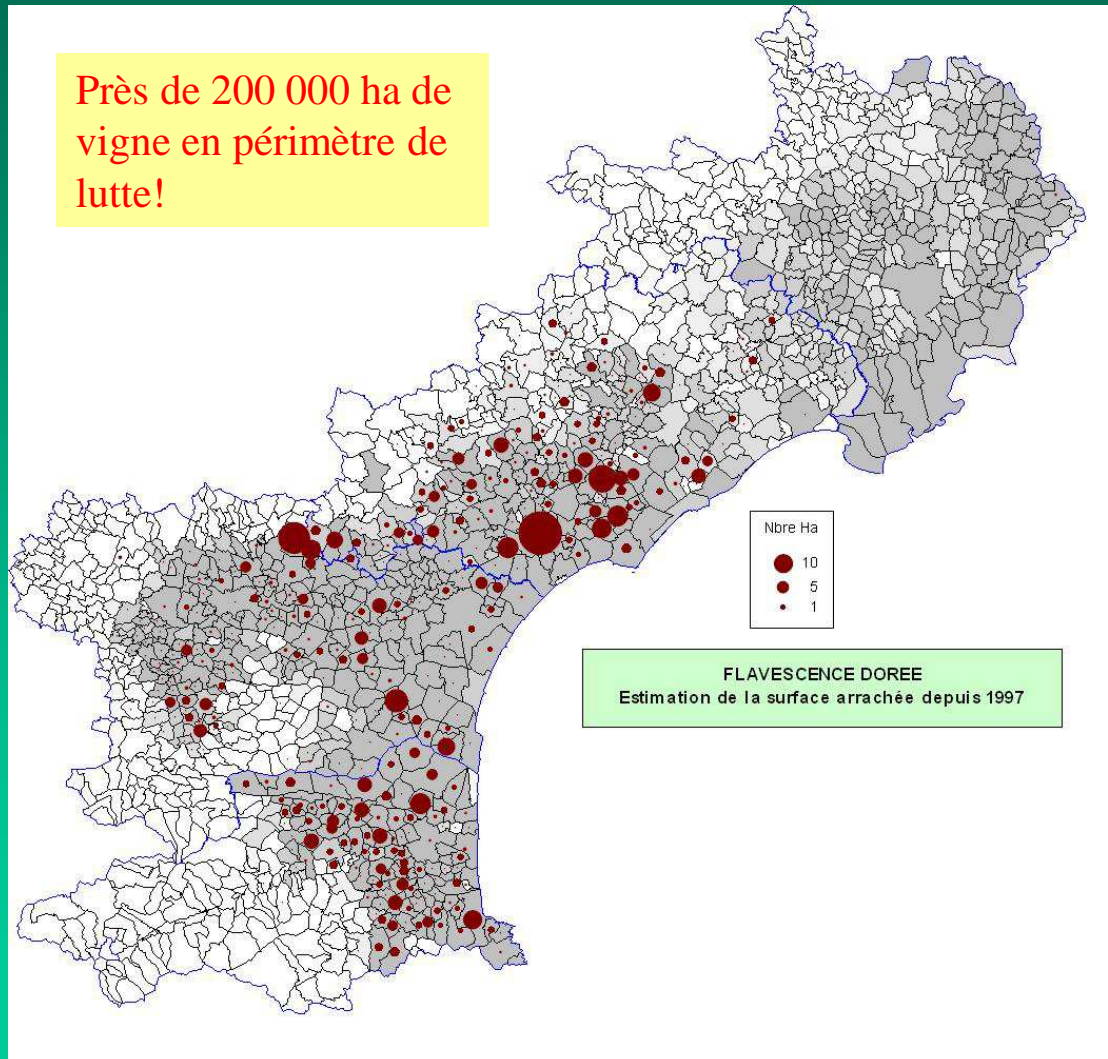 Près de 200 000 ha de
vigne en périmètre de
lutte!
Nbre Ha
10
5
1
FLAVESCENCE DOREE
Estimation de la surface arrachée depuis 1997